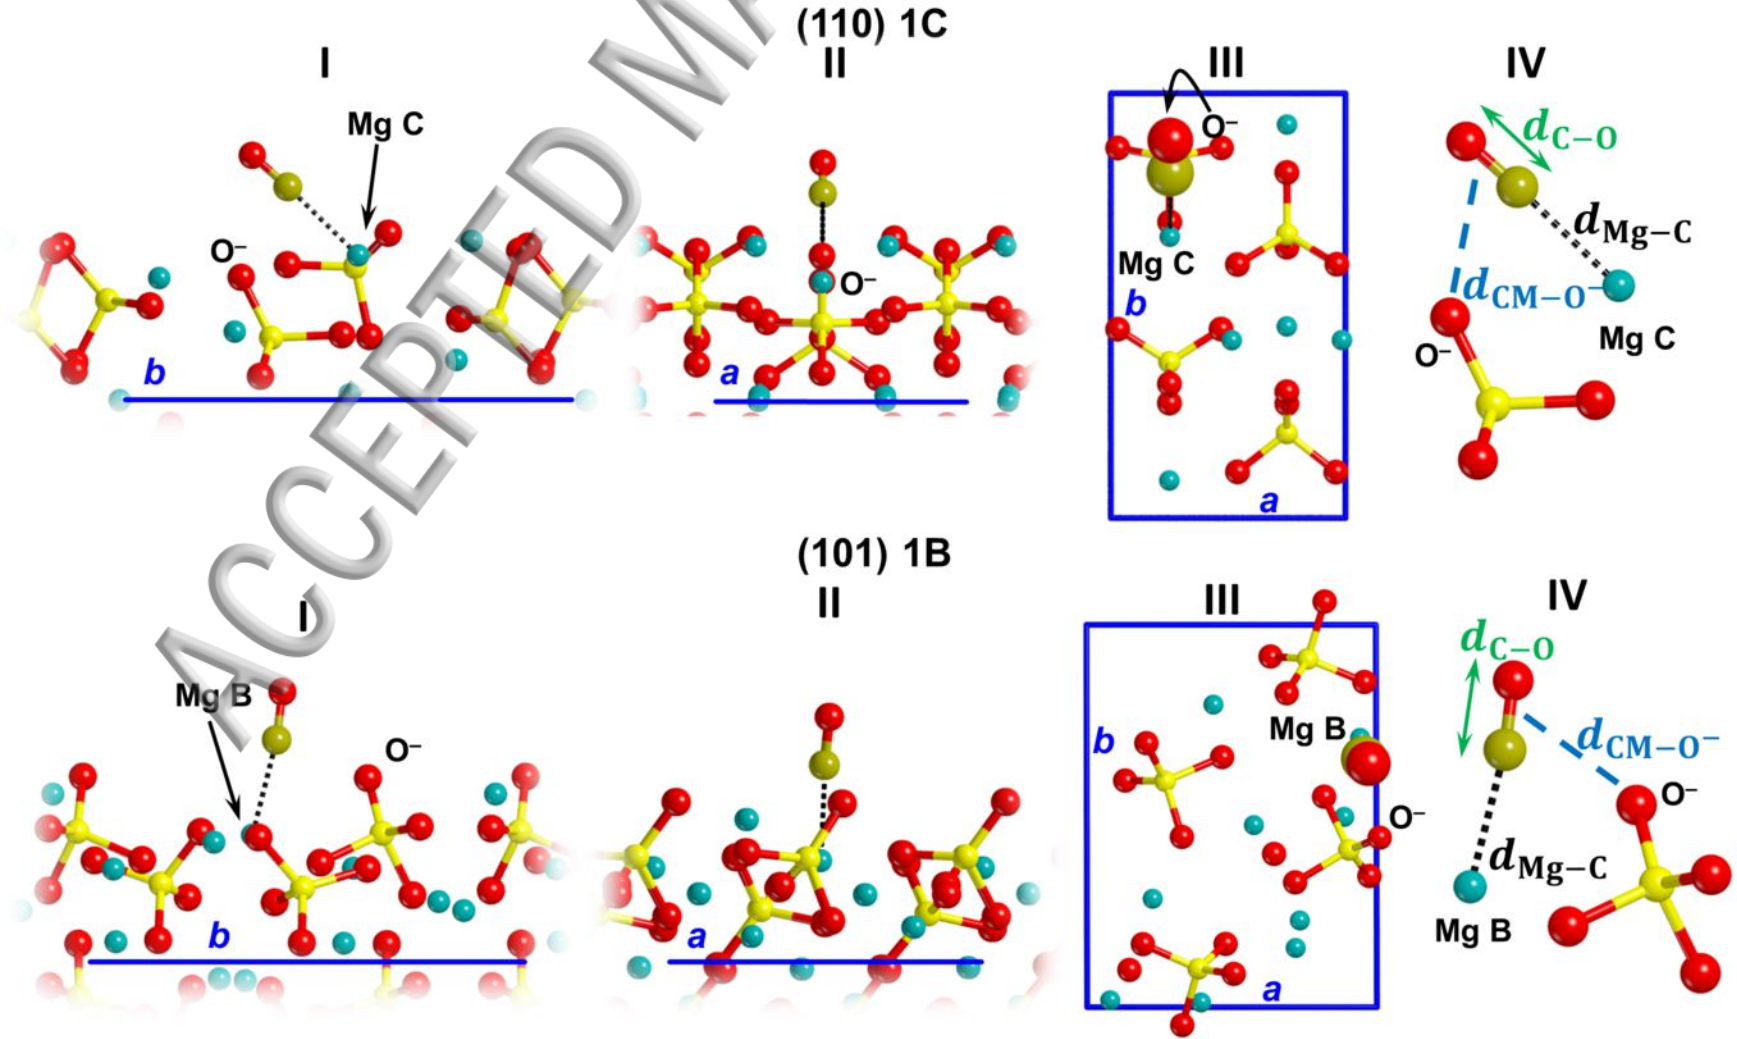 (110) 1C
I
II
III
IV
Mg C
O⁻
b
O⁻
a
O⁻
Mg C
b
a
d_C−O
d_Mg−C
d_CM−O⁻
Mg C
O⁻
ACCEPTED MA
(101) 1B
I
II
III
IV
Mg B
O⁻
b
a
Mg B
b
O⁻
a
d_C−O
d_CM−O⁻
O⁻
d_Mg−C
Mg B